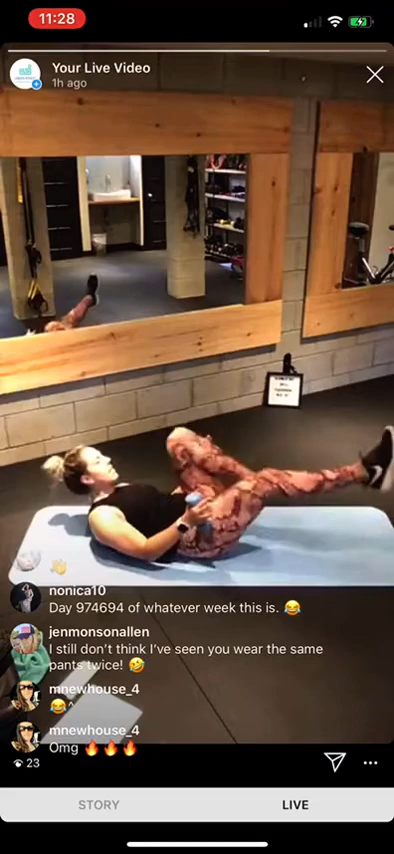 11:28
Your Live Video
1h ago
nonica10
Day 974694 of whatever week this is. 😂
jenmonsonallen
I still don't think I've seen you wear the same
pants twice! 🤣
mnewhouse_4
😂^
mnewhouse_4
Omg 🔥🔥🔥
23
STORY
LIVE